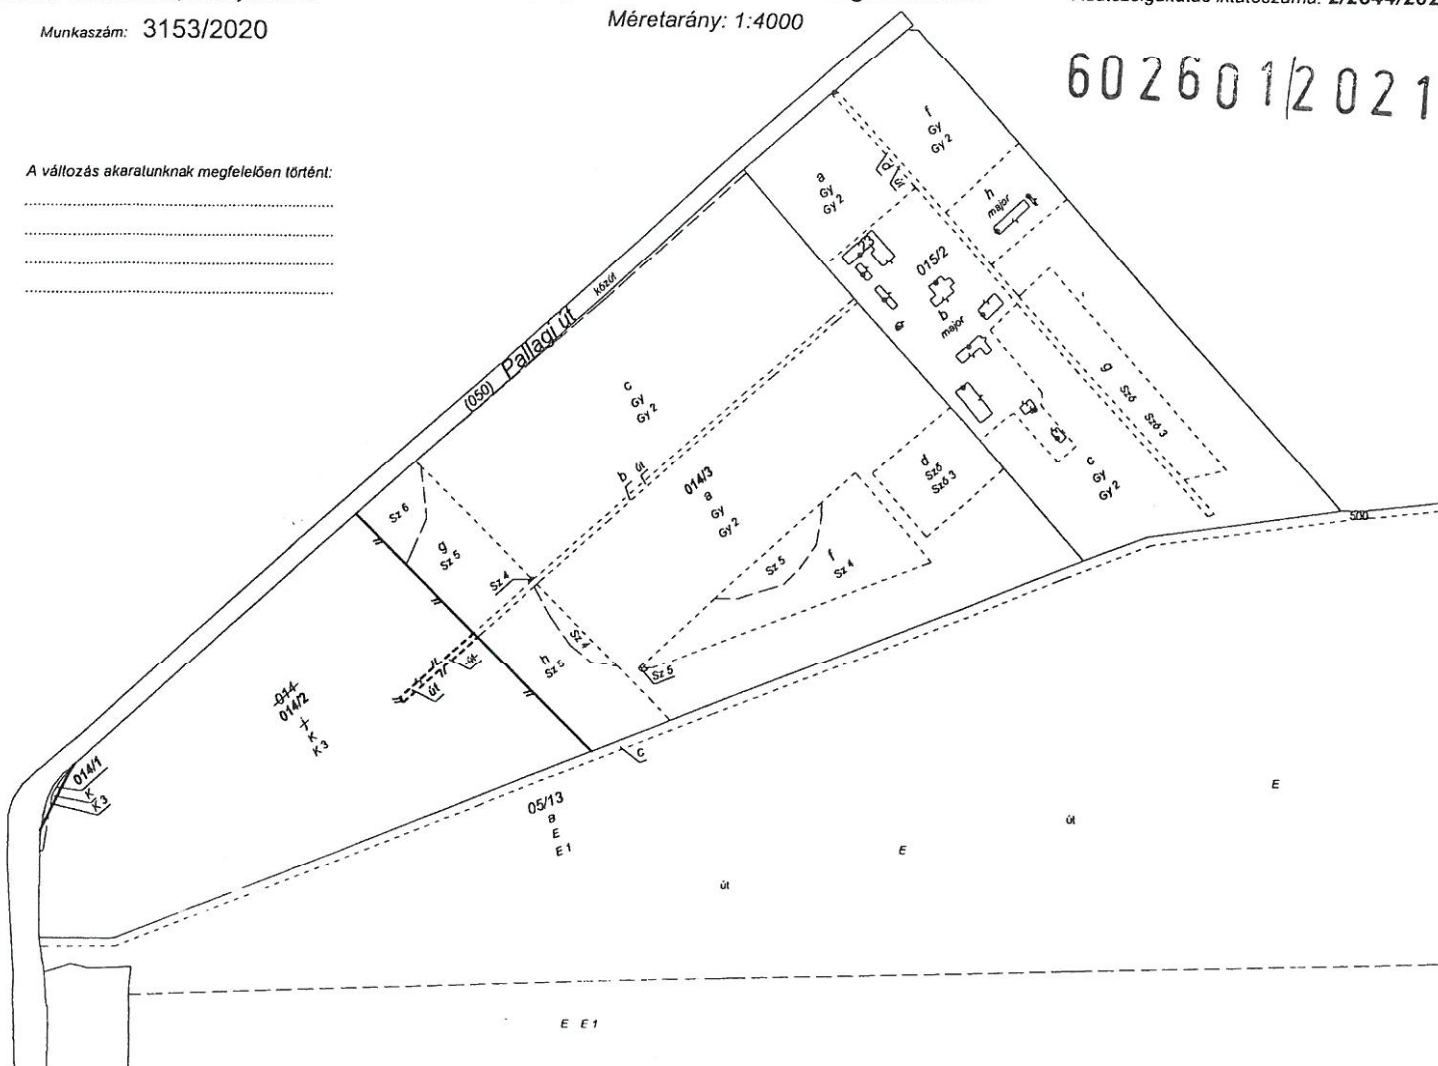 Munkaszám: 3153/2020
Méretarány: 1:4000
602601/2021
A változás akaratunknak megfelelően történt:
f
Gy
Gy 2
a
Gy
Gy 2
d
út
h
major
23
015/2
b
major
g
Sző
Sző 3
c
Gy
Gy 2
közút
Pallagi út
(050)
c
Gy
Gy 2
b út
014/3
a
Gy
Gy 2
d
Sző
Sző 3
500
Sz 6
g
Sz 5
Sz 4
Sz 5
f
Sz 4
Sz 4
h
Sz 5
Sz 5
út
út
014
014/2
f
K
K 3
014/1
K
K 3
c
05/13
a
E
E 1
E
út
E
út
E E 1